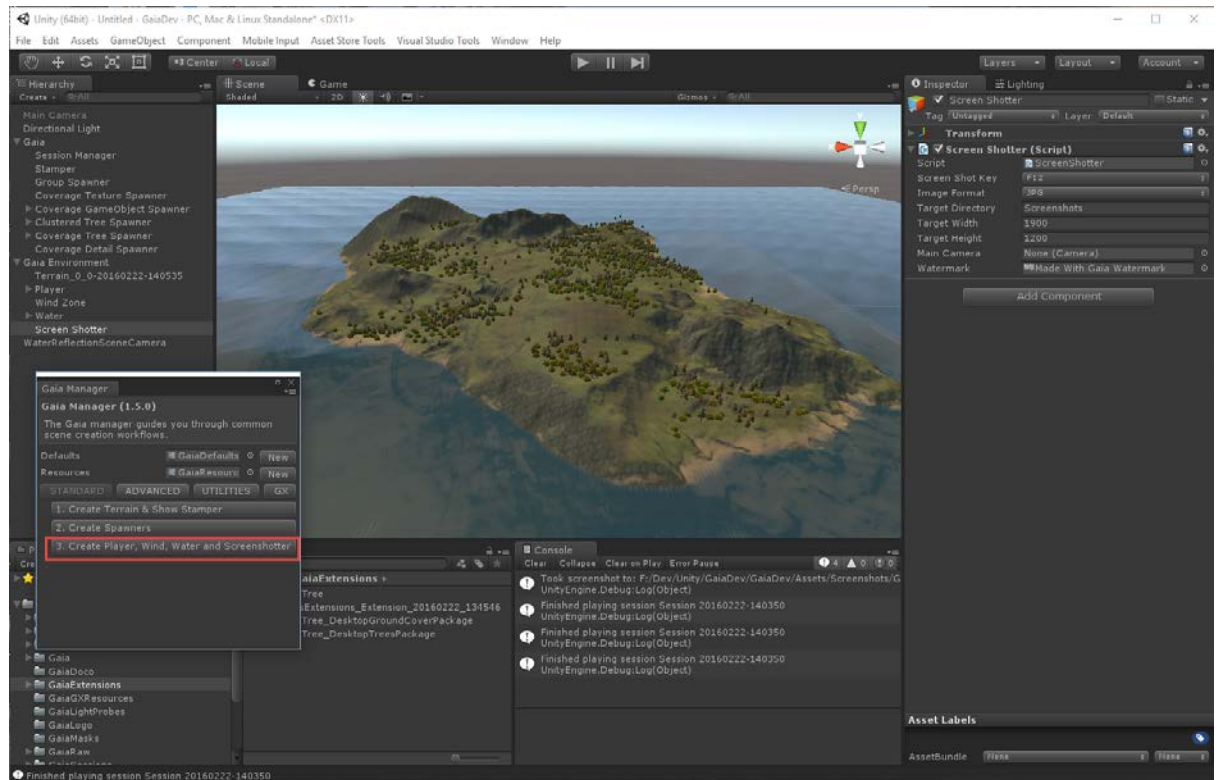 Unity (64bit) - Untitled - GaiaDev - PC, Mac & Linux Standalone* <DX11>
File Edit Assets GameObject Component Mobile Input Asset Store Tools Visual Studio Tools Window Help
Center Local Layers Layout Account
Hierarchy
Create All
Main Camera
Directional Light
Gaia
Session Manager
Stamper
Group Spawner
Coverage Texture Spawner
Coverage GameObject Spawner
Clustered Tree Spawner
Coverage Tree Spawner
Coverage Detail Spawner
Gaia Environment
Terrain_0_0-20160222-140535
Player
Wind Zone
Water
Screen Shotter
WaterReflectionSceneCamera
Scene Game
Shaded 2D Gizmos All
Persp
Inspector Lighting
Screen Shotter Static
Tag Untagged Layer Default
Transform
Screen Shotter (Script)
Script ScreenShotter
Screen Shot Key F12
Image Format JPG
Target Directory Screenshots
Target Width 1900
Target Height 1200
Main Camera None (Camera)
Watermark Made With Gaia Watermark
Add Component
Gaia Manager
Gaia Manager (1.5.0)
The Gaia manager guides you through common
scene creation workflows.
Defaults GaiaDefaults New
Resources GaiaResourc New
STANDARD ADVANCED UTILITIES GX
1. Create Terrain & Show Stamper
2. Create Spawners
3. Create Player, Wind, Water and Screenshotter
Gaia
GaiaDoco
GaiaExtensions
GaiaGXResources
GaiaLightProbes
GaiaLogo
GaiaMasks
GaiaRaw
aiaExtensions
Tree
sExtensions_Extension_20160222_134546
Tree_DesktopGroundCoverPackage
Tree_DesktopTreesPackage
Console
Clear Collapse Clear on Play Error Pause 4 0 0
Took screenshot to: F:/Dev/Unity/GaiaDev/GaiaDev/Assets/Screenshots/G
UnityEngine.Debug:Log(Object)
Finished playing session Session 20160222-140350
UnityEngine.Debug:Log(Object)
Finished playing session Session 20160222-140350
UnityEngine.Debug:Log(Object)
Finished playing session Session 20160222-140350
UnityEngine.Debug:Log(Object)
Asset Labels
AssetBundle None None
Finished playing session Session 20160222-140350